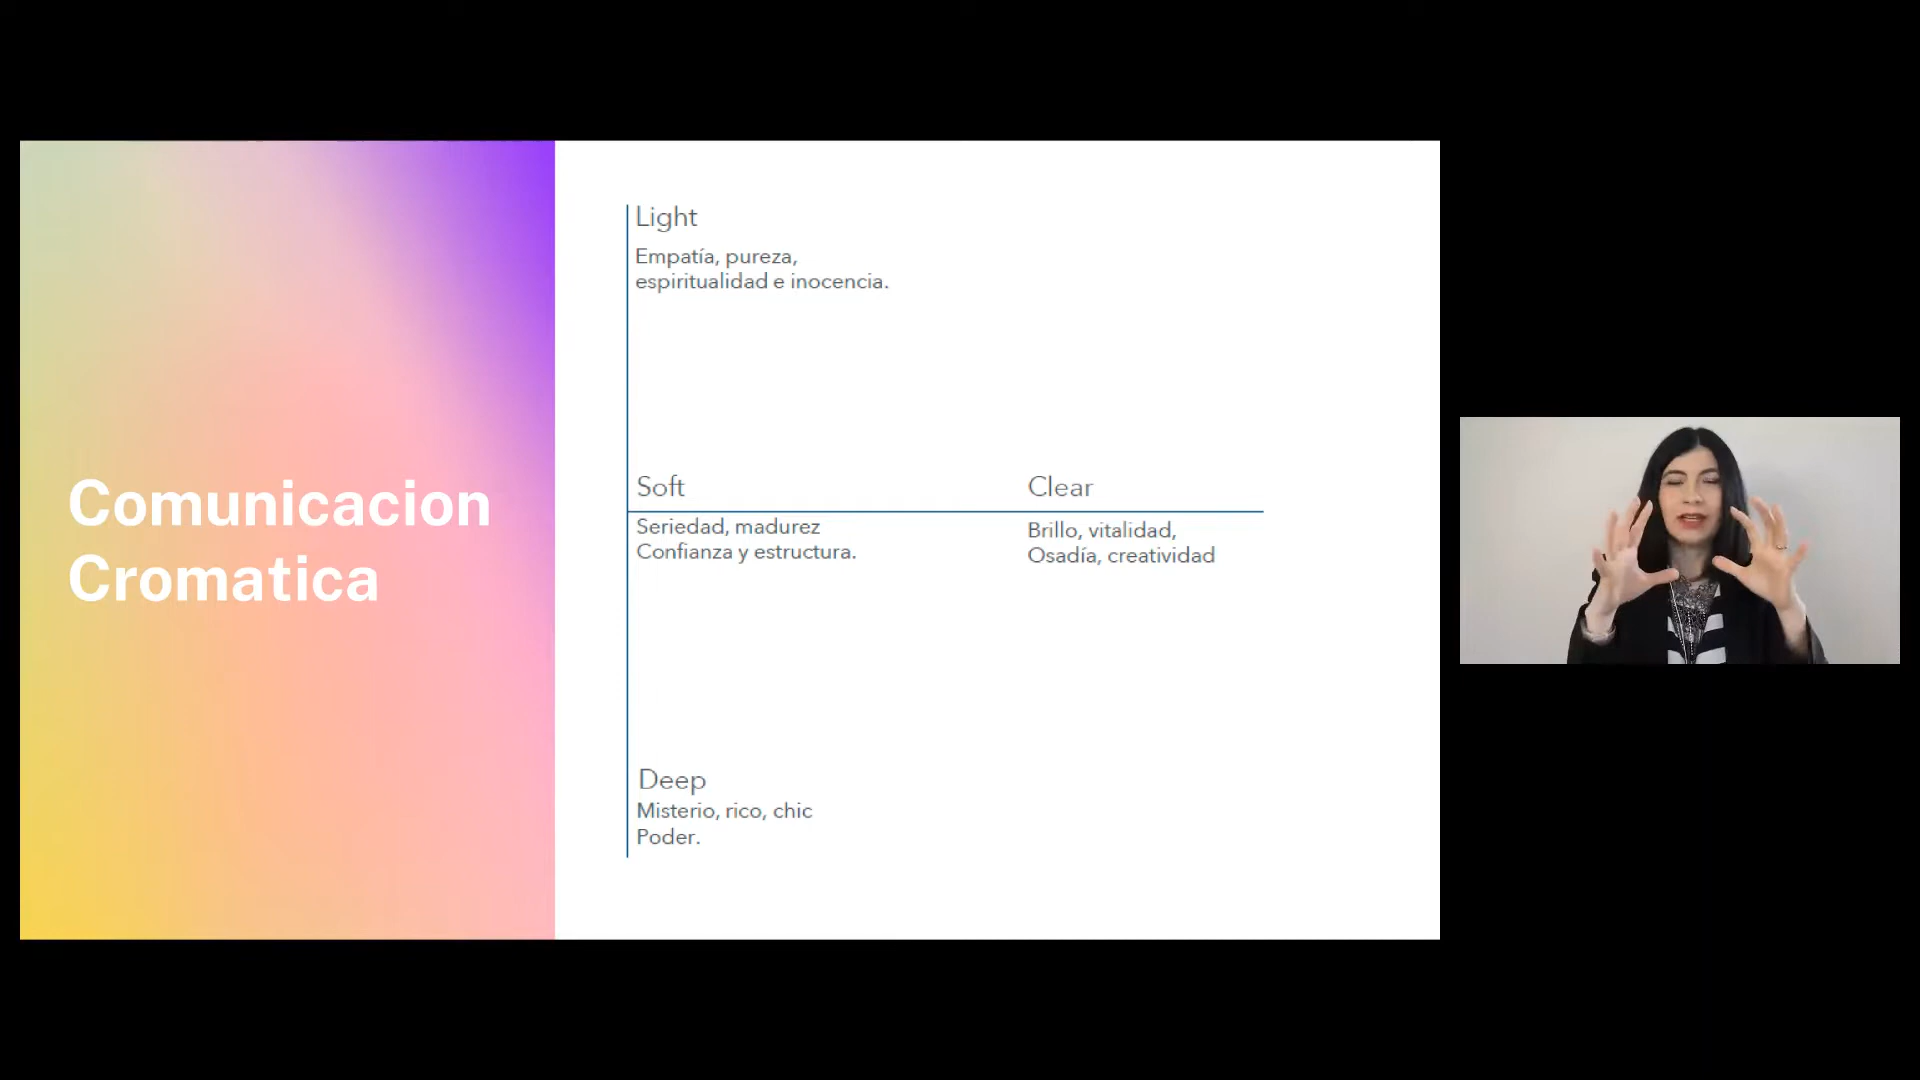 Comunicacion
Cromatica
Light
Empatía, pureza,
espiritualidad e inocencia.
Soft
Seriedad, madurez
Confianza y estructura.
Clear
Brillo, vitalidad,
Osadía, creatividad
Deep
Misterio, rico, chic
Poder.